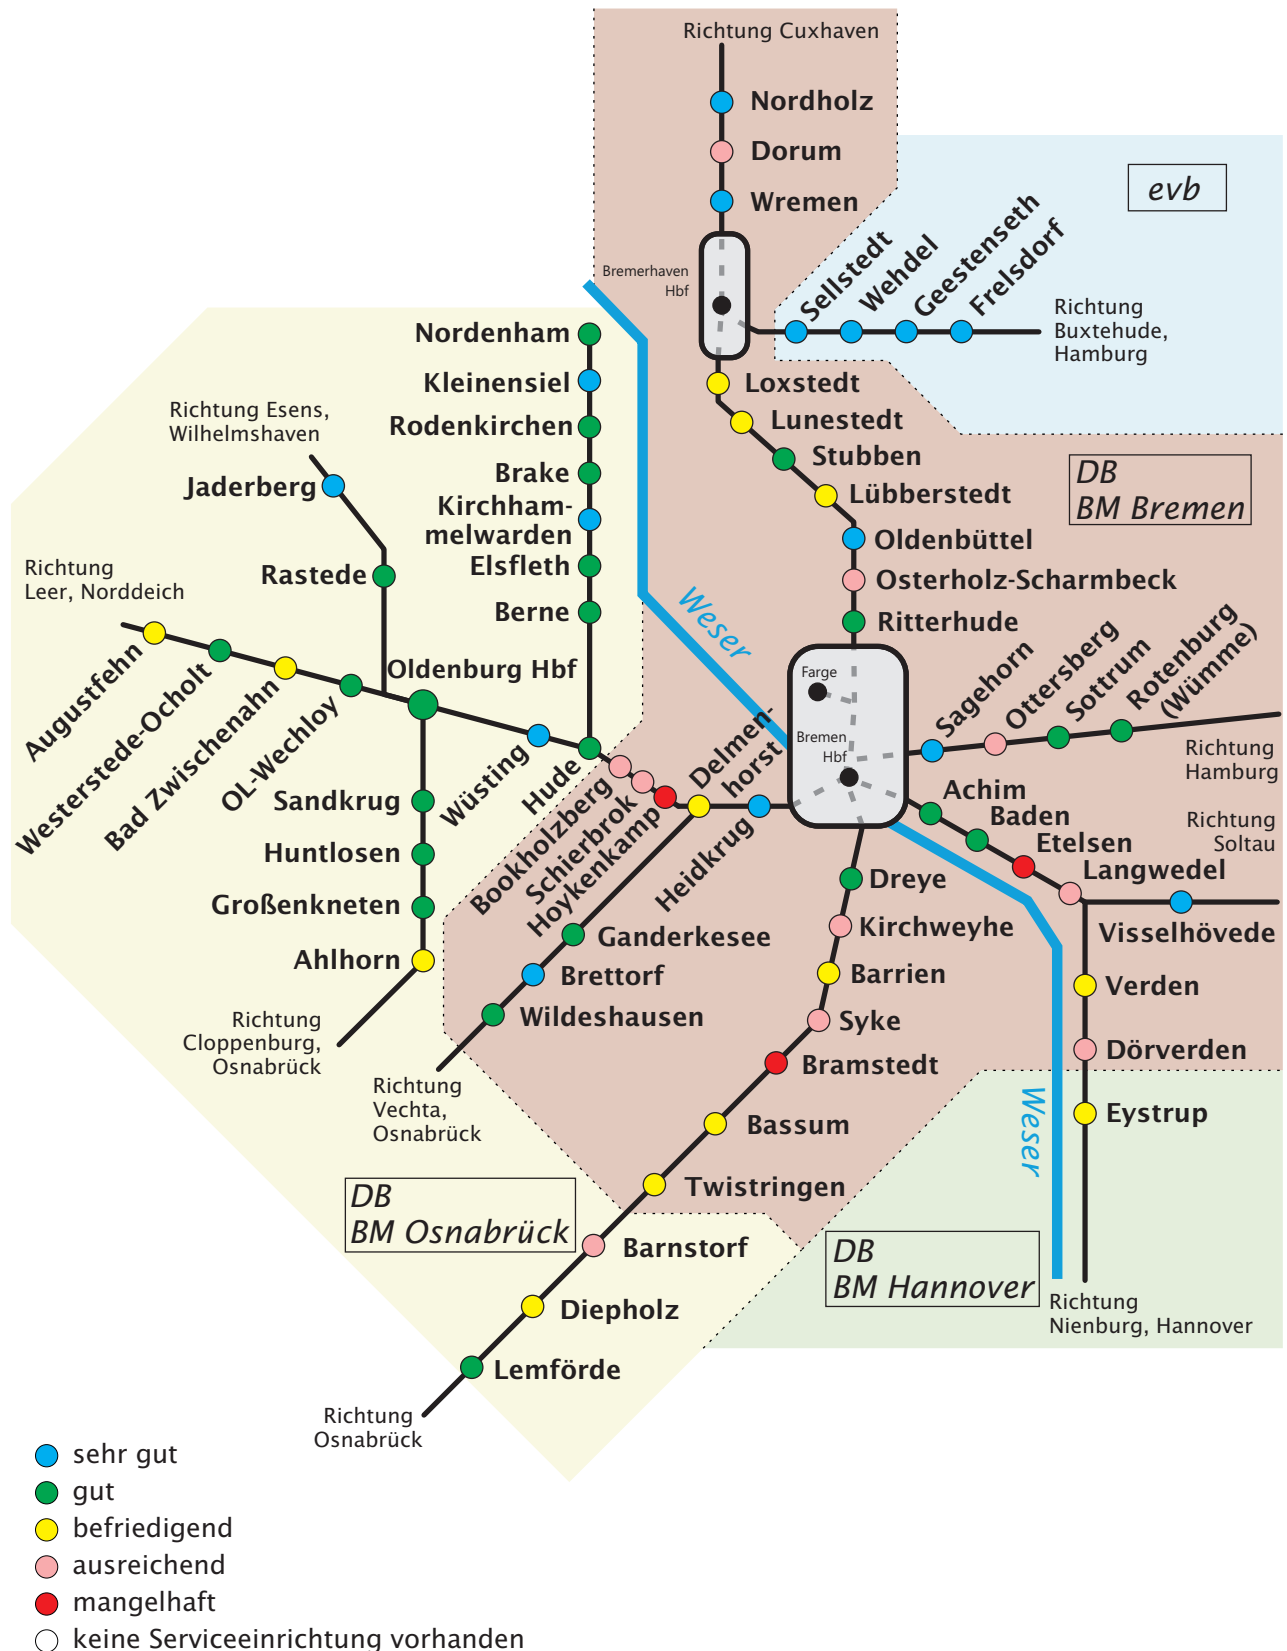 Richtung Cuxhaven
Nordholz
Dorum
Wremen
evb
Bremerhaven
Hbf
Sellstedt
Wehdel
Geestenseth
Frelsdorf
Richtung
Buxtehude,
Hamburg
Nordenham
Kleinensiel
Rodenkirchen
Brake
Kirchham-
melwarden
Elsfleth
Berne
Richtung Esens,
Wilhelmshaven
Jaderberg
Rastede
Richtung
Leer, Norddeich
Oldenburg Hbf
Augustfehn
Westerstede-Ocholt
Bad Zwischenahn
OL-Wechloy
Wüsting
Hude
Loxstedt
Lunestedt
Stubben
Lübberstedt
Oldenbüttel
Osterholz-Scharmbeck
Ritterhude
DB
BM Bremen
Weser
Farge
Bremen
Hbf
Sagehorn
Ottersberg
Sottrum
Rotenburg
(Wümme)
Richtung
Hamburg
Delmen-
horst
Bookholzberg
Schierbrok
Hoykenkamp
Heidkrug
Achim
Baden
Etelsen
Langwedel
Richtung
Soltau
Visselhövede
Verden
Dörverden
Eystrup
Sandkrug
Huntlosen
Großenkneten
Ahlhorn
Richtung
Cloppenburg,
Osnabrück
Ganderkesee
Brettorf
Wildeshausen
Richtung
Vechta,
Osnabrück
Dreye
Kirchweyhe
Barrien
Syke
Bramstedt
Bassum
Twistringen
Barnstorf
Diepholz
Lemförde
Weser
DB
BM Osnabrück
DB
BM Hannover
Richtung
Nienburg, Hannover
Richtung
Osnabrück
sehr gut
gut
befriedigend
ausreichend
mangelhaft
keine Serviceeinrichtung vorhanden